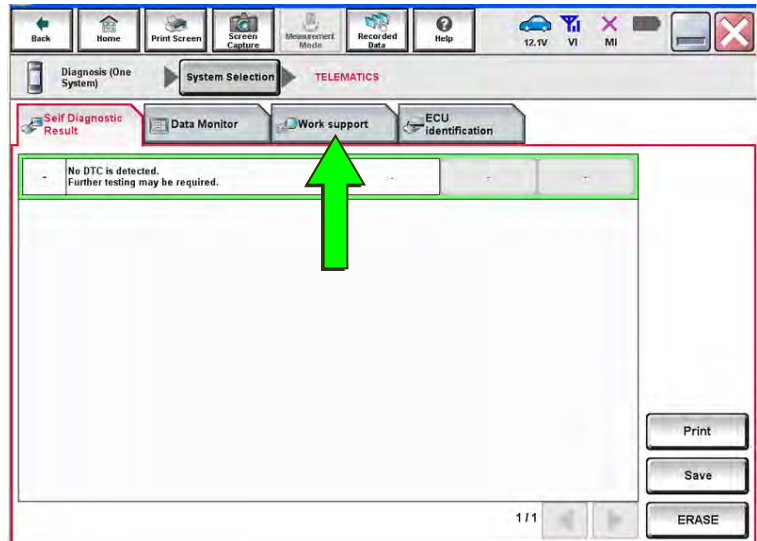 Back
Home
Print Screen
Screen
Capture
Measurement
Mode
Recorded
Data
Help
12.1V
VI
MI
Diagnosis (One
System)
System Selection
TELEMATICS
Self Diagnostic
Result
Data Monitor
Work support
ECU
identification
-
No DTC is detected.
Further testing may be required.
-
-
-
Print
Save
1/1
ERASE